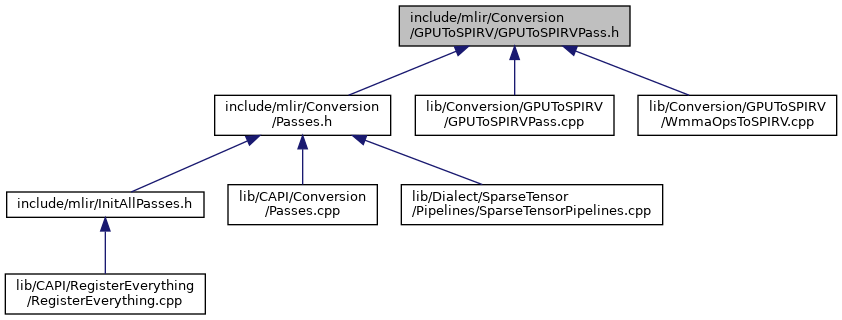 include/mlir/Conversion
/GPUToSPIRV/GPUToSPIRVPass.h
include/mlir/Conversion
/Passes.h
lib/Conversion/GPUToSPIRV
/GPUToSPIRVPass.cpp
lib/Conversion/GPUToSPIRV
/WmmaOpsToSPIRV.cpp
include/mlir/InitAllPasses.h
lib/CAPI/Conversion
/Passes.cpp
lib/Dialect/SparseTensor
/Pipelines/SparseTensorPipelines.cpp
lib/CAPI/RegisterEverything
/RegisterEverything.cpp